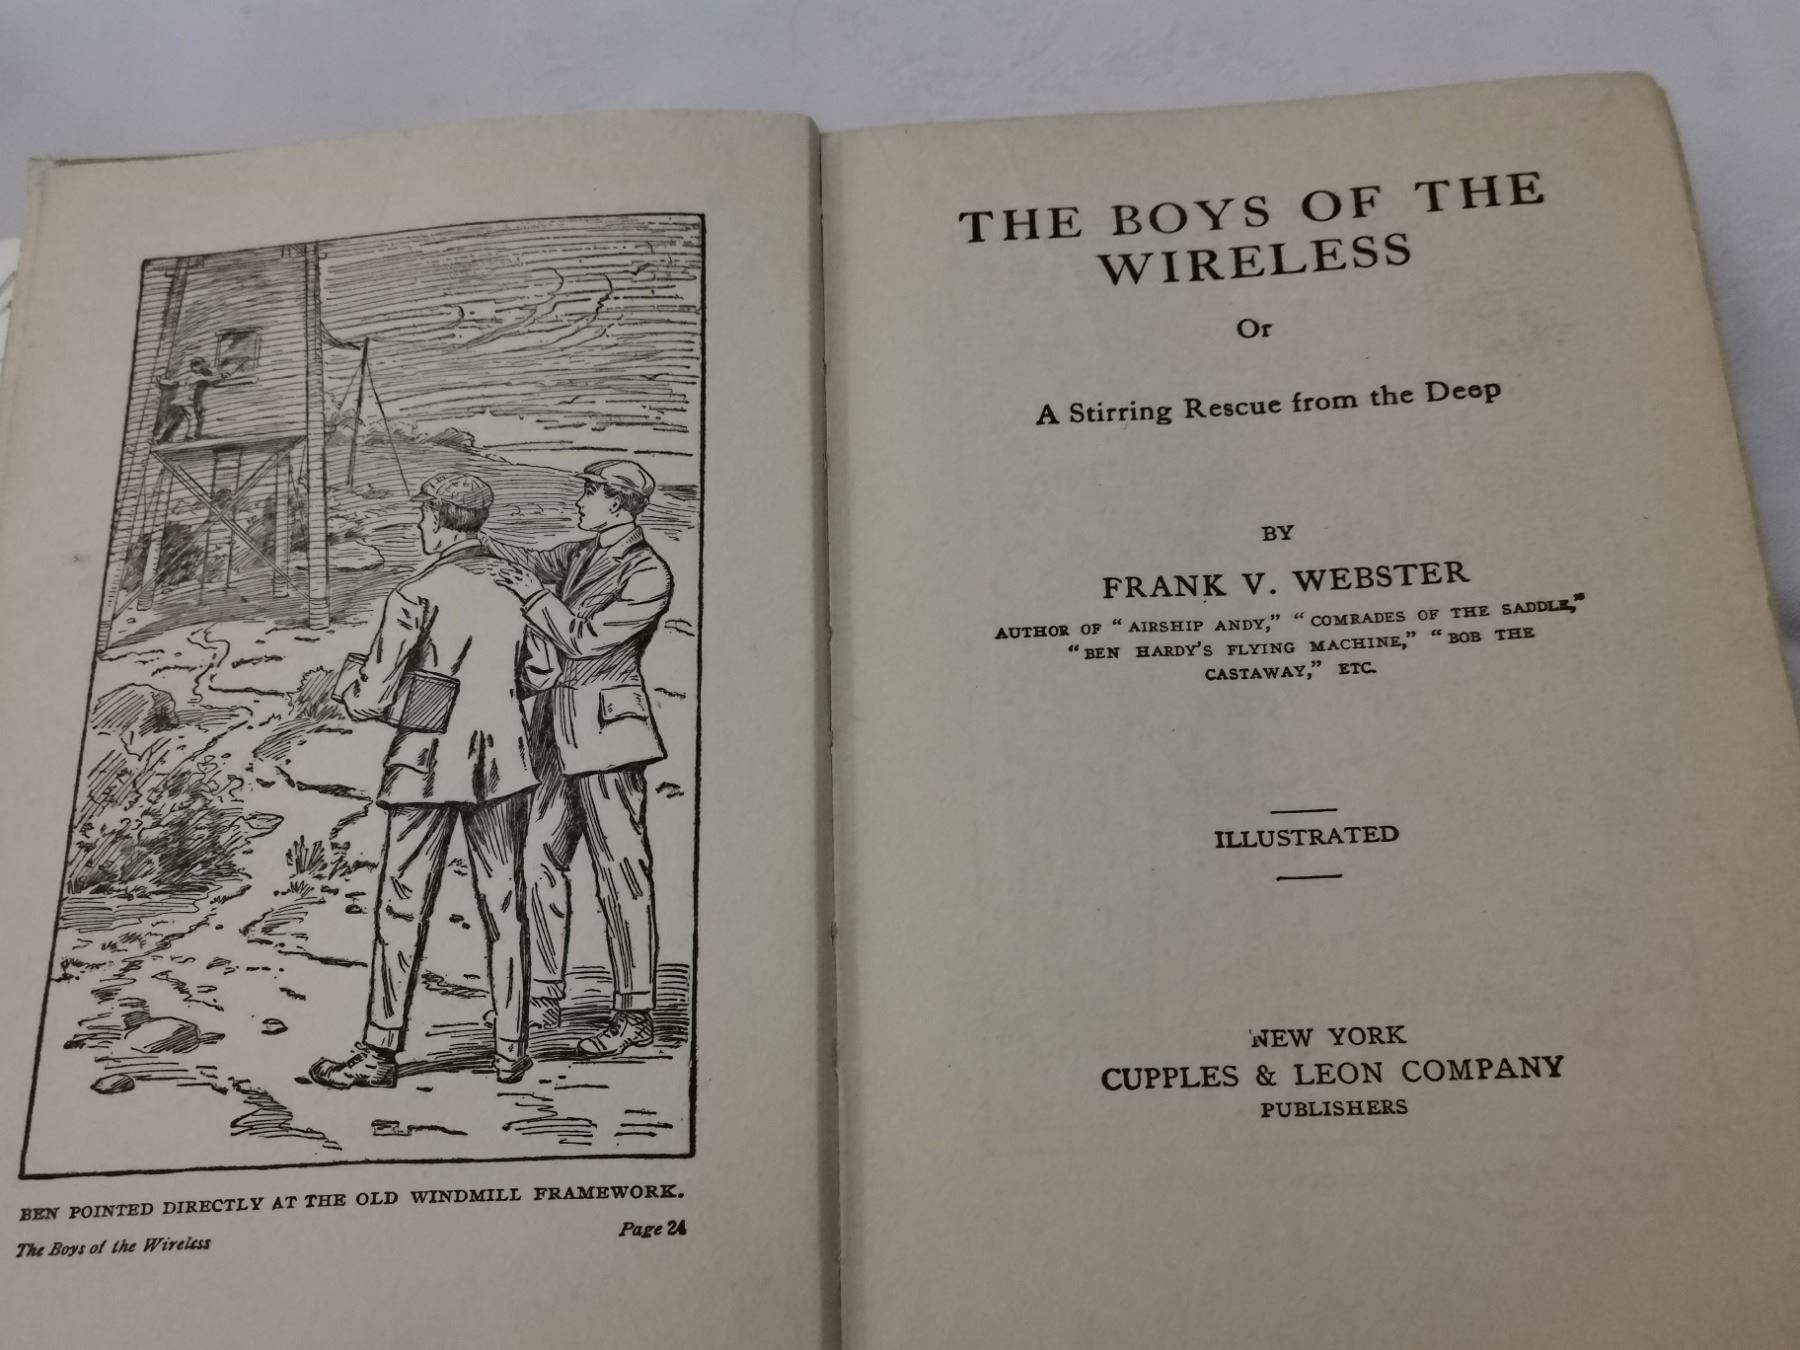 BEN POINTED DIRECTLY AT THE OLD WINDMILL FRAMEWORK.
The Boys of the Wireless
Page 24
THE BOYS OF THE
WIRELESS
Or
A Stirring Rescue from the Deep
BY
FRANK V. WEBSTER
AUTHOR OF “ AIRSHIP ANDY,” “ COMRADES OF THE SADDLE,”
“ BEN HARDY’S FLYING MACHINE,” “ BOB THE
CASTAWAY,” ETC.
ILLUSTRATED
NEW YORK
CUPPLES & LEON COMPANY
PUBLISHERS